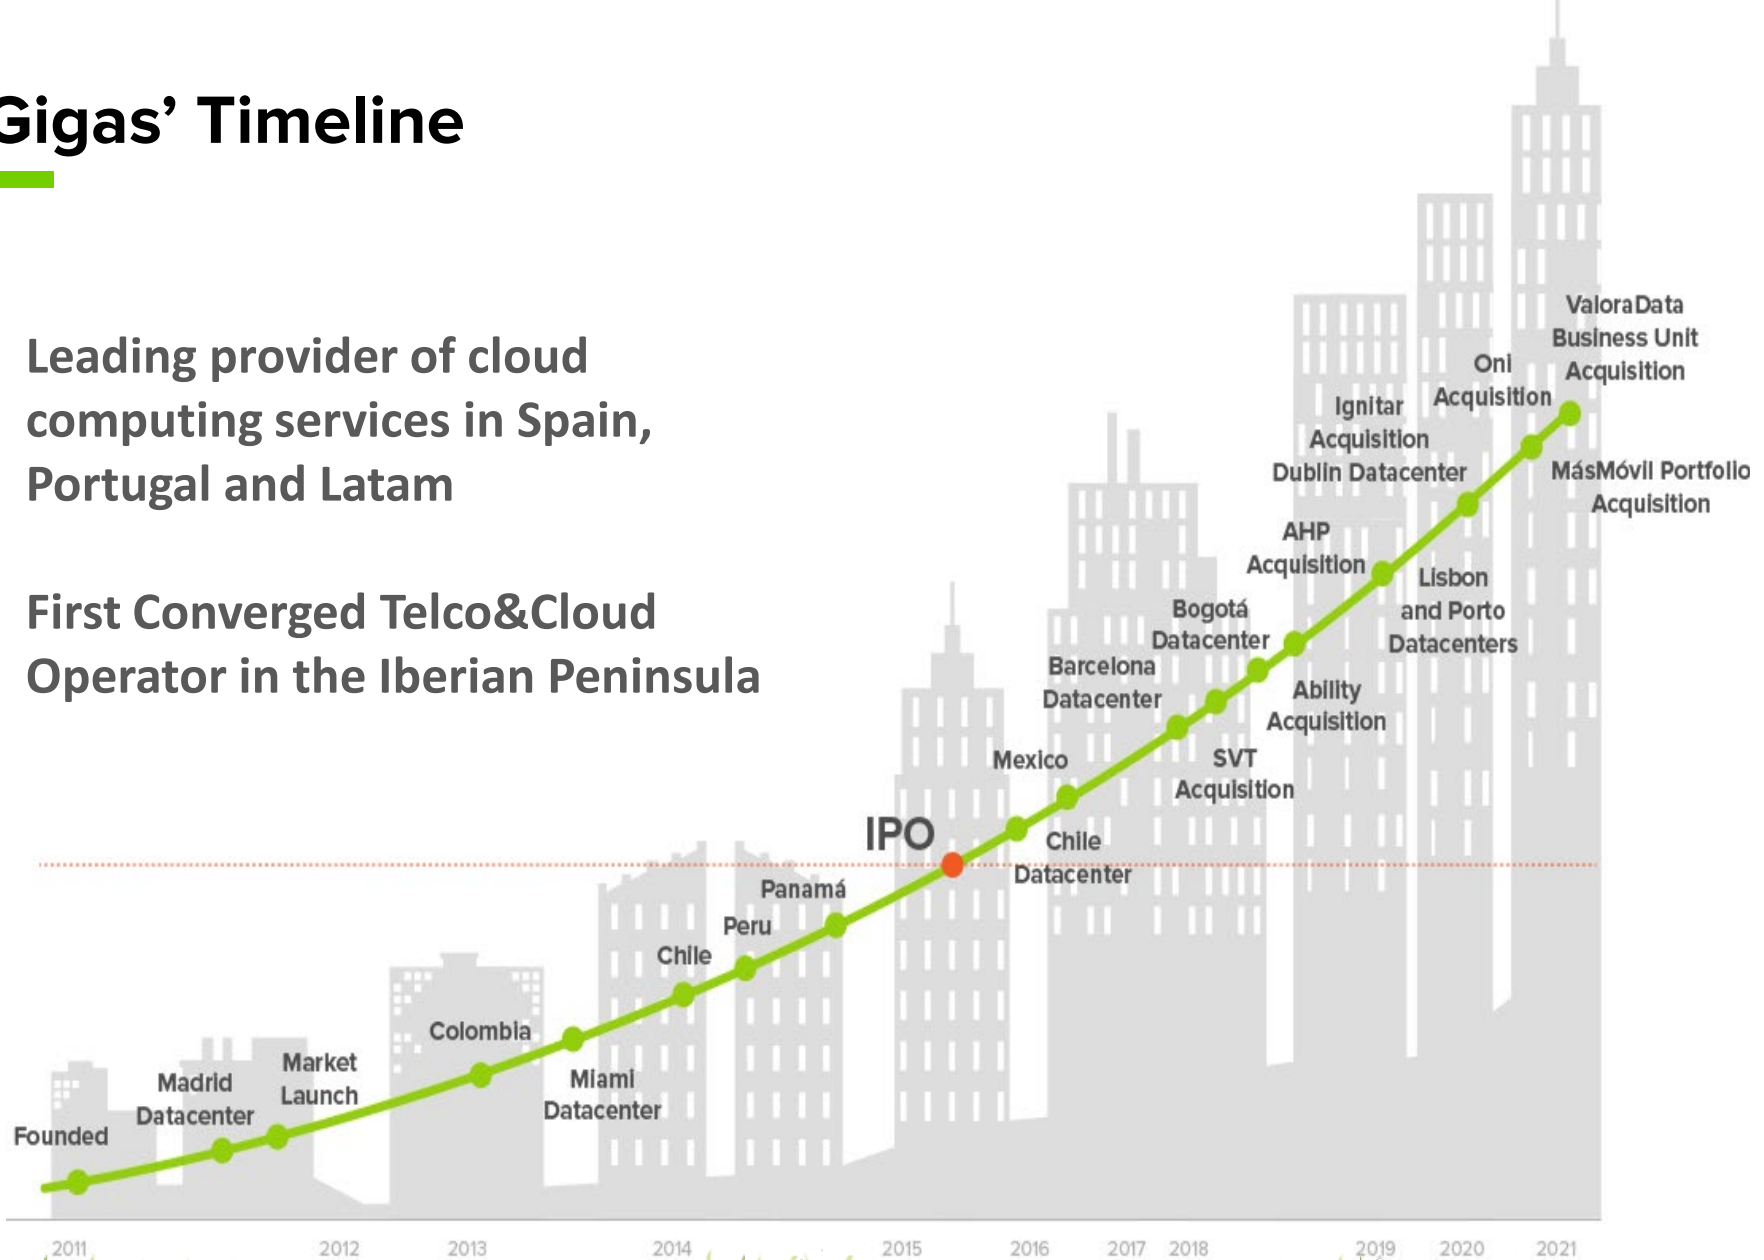 Gigas’ Timeline
Leading provider of cloud
computing services in Spain,
Portugal and Latam
First Converged Telco&Cloud
Operator in the Iberian Peninsula
Founded
Madrid
Datacenter
Market
Launch
Colombia
Miami
Datacenter
Chile
Peru
Panamá
IPO
Mexico
Chile
Datacenter
Barcelona
Datacenter
SVT
Acquisition
Bogotá
Datacenter
Ability
Acquisition
AHP
Acquisition
Lisbon
and Porto
Datacenters
Ignitar
Acquisition
Dublin Datacenter
Oni
Acquisition
MásMóvil Portfolio
Acquisition
ValoraData
Business Unit
Acquisition
2011 2012 2013 2014 2015 2016 2017 2018 2019 2020 2021